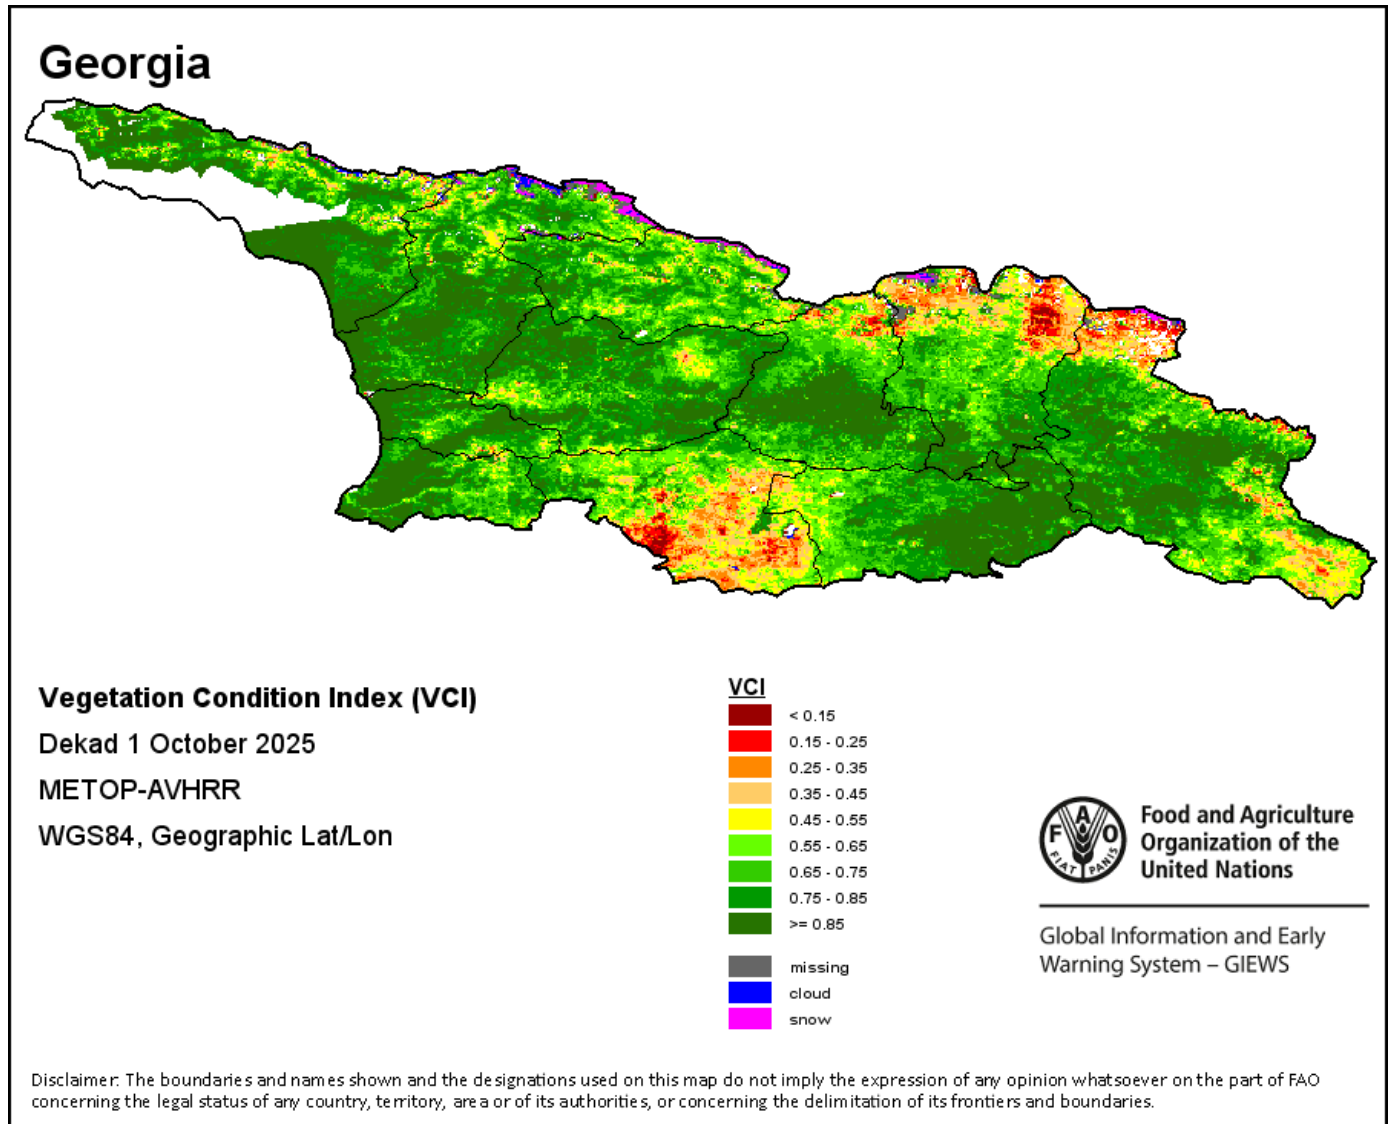 Georgia
Vegetation Condition Index (VCI)
Dekad 1 October 2025
METOP-AVHRR
WGS84, Geographic Lat/Lon
VCI
< 0.15
0.15 - 0.25
0.25 - 0.35
0.35 - 0.45
0.45 - 0.55
0.55 - 0.65
0.65 - 0.75
0.75 - 0.85
>= 0.85
missing
cloud
snow
F A O
FIAT PANIS
Food and Agriculture
Organization of the
United Nations
Global Information and Early
Warning System – GIEWS
Disclaimer: The boundaries and names shown and the designations used on this map do not imply the expression of any opinion whatsoever on the part of FAO
concerning the legal status of any country, territory, area or of its authorities, or concerning the delimitation of its frontiers and boundaries.